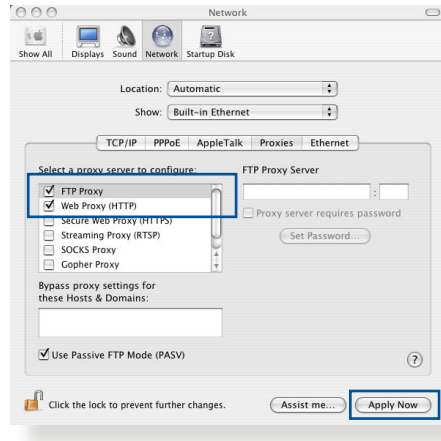 Network
Show All Displays Sound Network Startup Disk
Location: Automatic
Show: Built-in Ethernet
TCP/IP PPPoE AppleTalk Proxies Ethernet
Select a proxy server to configure:
FTP Proxy Server
FTP Proxy
:
Web Proxy (HTTP)
Proxy server requires password
Secure Web Proxy (HTTPS)
Streaming Proxy (RTSP)
Set Password...
SOCKS Proxy
Gopher Proxy
Bypass proxy settings for
these Hosts & Domains:
Use Passive FTP Mode (PASV)
?
Click the lock to prevent further changes.
Assist me...
Apply Now